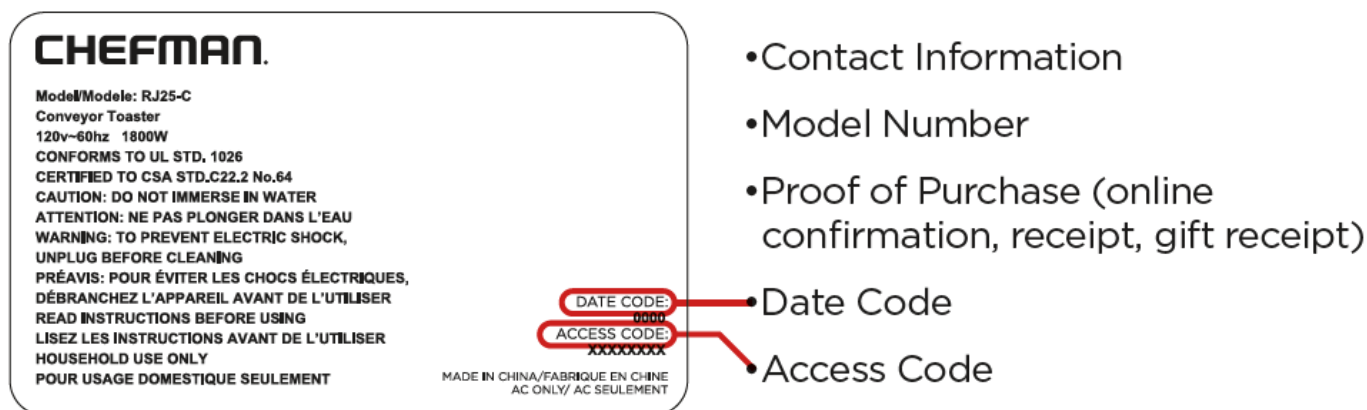 CHEFMAN.
Model/Modele: RJ25-C
Conveyor Toaster
120v~60hz 1800W
CONFORMS TO UL STD. 1026
CERTIFIED TO CSA STD.C22.2 No.64
CAUTION: DO NOT IMMERSE IN WATER
ATTENTION: NE PAS PLONGER DANS L'EAU
WARNING: TO PREVENT ELECTRIC SHOCK,
UNPLUG BEFORE CLEANING
PRÉAVIS: POUR ÉVITER LES CHOCS ÉLECTRIQUES,
DÉBRANCHEZ L'APPAREIL AVANT DE L'UTILISER
READ INSTRUCTIONS BEFORE USING
LISEZ LES INSTRUCTIONS AVANT DE L'UTILISER
HOUSEHOLD USE ONLY
POUR USAGE DOMESTIQUE SEULEMENT
DATE CODE:
0000
ACCESS CODE:
XXXXXXXX
MADE IN CHINA/FABRIQUE EN CHINE
AC ONLY/ AC SEULEMENT
•Contact Information
•Model Number
•Proof of Purchase (online
confirmation, receipt, gift receipt)
•Date Code
•Access Code